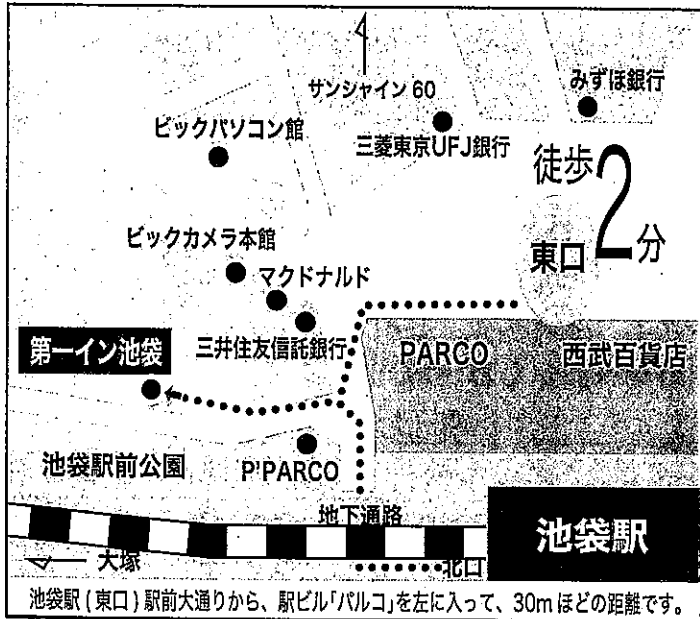 サンシャイン 60
みずほ銀行
ビックパソコン館
三菱東京UFJ銀行
徒歩2分
東口
ビックカメラ本館
マクドナルド
三井住友信託銀行
第一イン池袋
PARCO
西武百貨店
池袋駅前公園
P'PARCO
地下通路
池袋駅
大塚
北口
池袋駅(東口)駅前大通りから、駅ビル「パルコ」を左に入って、30mほどの距離です。